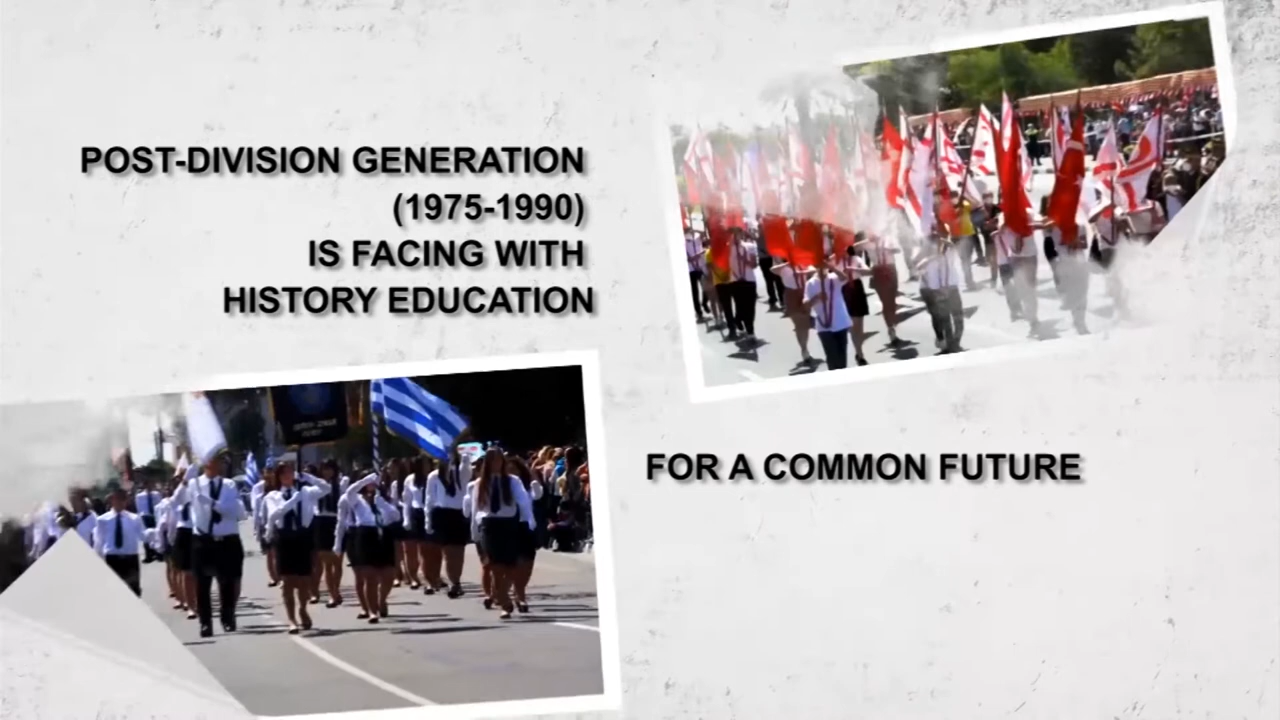 POST-DIVISION GENERATION
(1975-1990)
IS FACING WITH
HISTORY EDUCATION
FOR A COMMON FUTURE